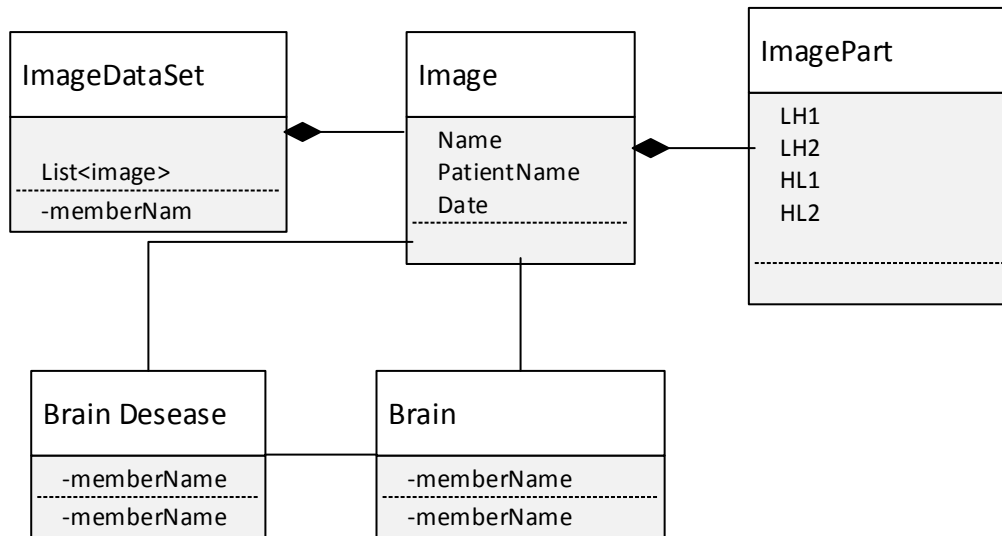 ImageDataSet
List<image>
-memberNam
Image
Name
PatientName
Date
ImagePart
LH1
LH2
HL1
HL2
Brain Desease
-memberName
-memberName
Brain
-memberName
-memberName